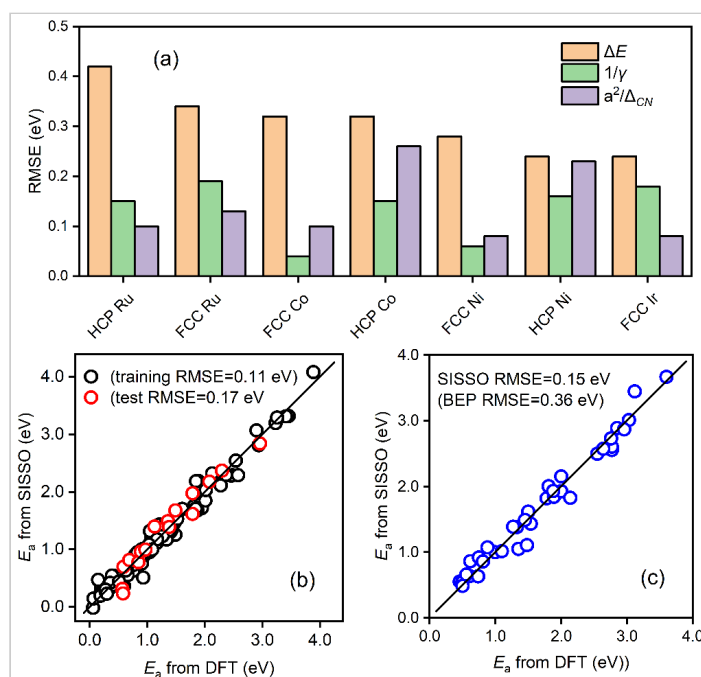 (a)
ΔE
1/γ
a²/Δ_CN
RMSE (eV)
0.5
0.4
0.3
0.2
0.1
0.0
HCP Ru
FCC Ru
FCC Co
HCP Co
FCC Ni
HCP Ni
FCC Ir
(training RMSE=0.11 eV)
(test RMSE=0.17 eV
Eₐ from SISSO (eV)
4.0
3.0
2.0
1.0
0.0
(b)
0.0 1.0 2.0 3.0 4.0
Eₐ from DFT (eV)
SISSO RMSE=0.15 eV
(BEP RMSE=0.36 eV)
Eₐ from SISSO (eV)
4.0
3.0
2.0
1.0
0.0
(c)
0.0 1.0 2.0 3.0 4.0
Eₐ from DFT (eV))